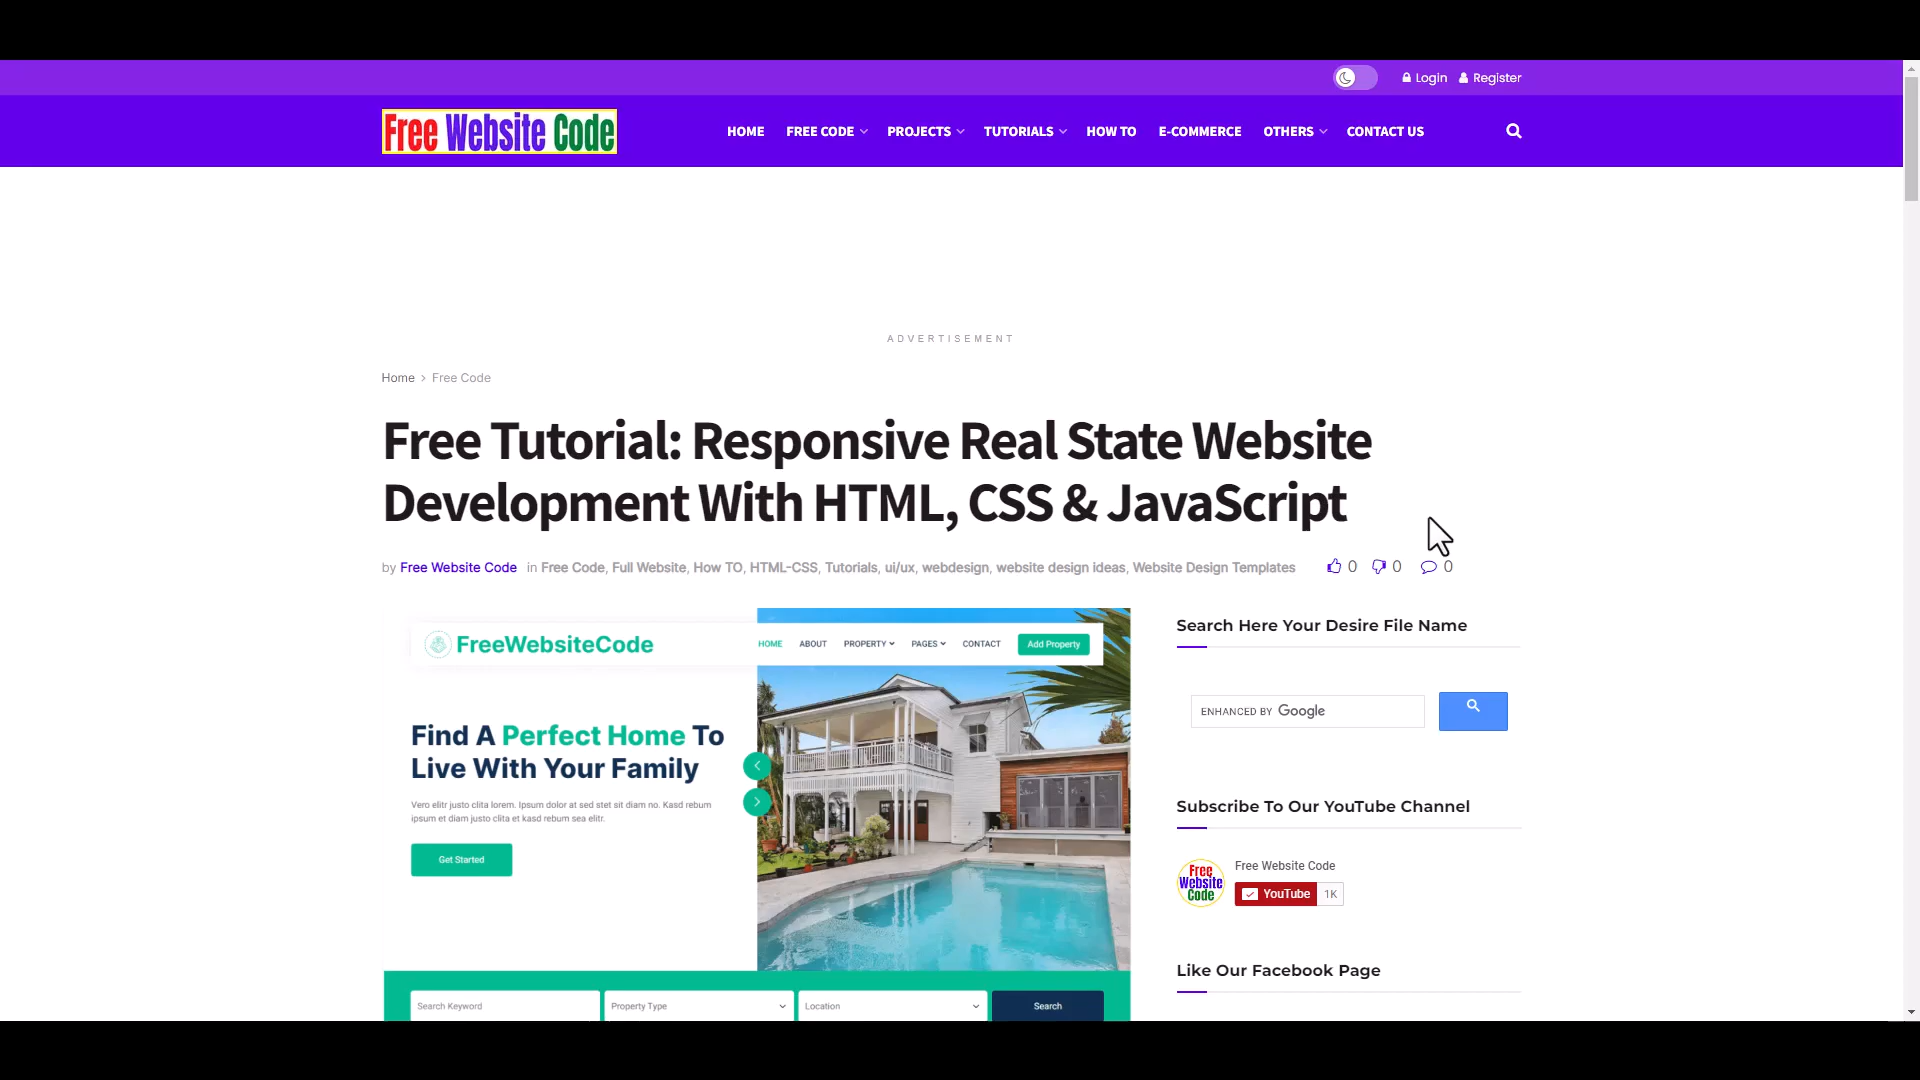 Login Register
Free Website Code
HOME FREE CODE PROJECTS TUTORIALS HOW TO E-COMMERCE OTHERS CONTACT US
ADVERTISEMENT
Home > Free Code
Free Tutorial: Responsive Real State Website
Development With HTML, CSS & JavaScript
by Free Website Code in Free Code, Full Website, How TO, HTML-CSS, Tutorials, ui/ux, webdesign, website design ideas, Website Design Templates 0 0 0
FreeWebsiteCode
HOME ABOUT PROPERTY PAGES CONTACT Add Property
Find A Perfect Home To
Live With Your Family
Vero elitr justo clita lorem. Ipsum dolor at sed stet sit diam no. Kasd rebum
ipsum et diam justo clita et kasd rebum sea elitr.
Get Started
Search Keyword Property Type Location Search
Search Here Your Desire File Name
ENHANCED BY Google
Subscribe To Our YouTube Channel
Free Website Code
Free Website Code
YouTube 1K
Like Our Facebook Page